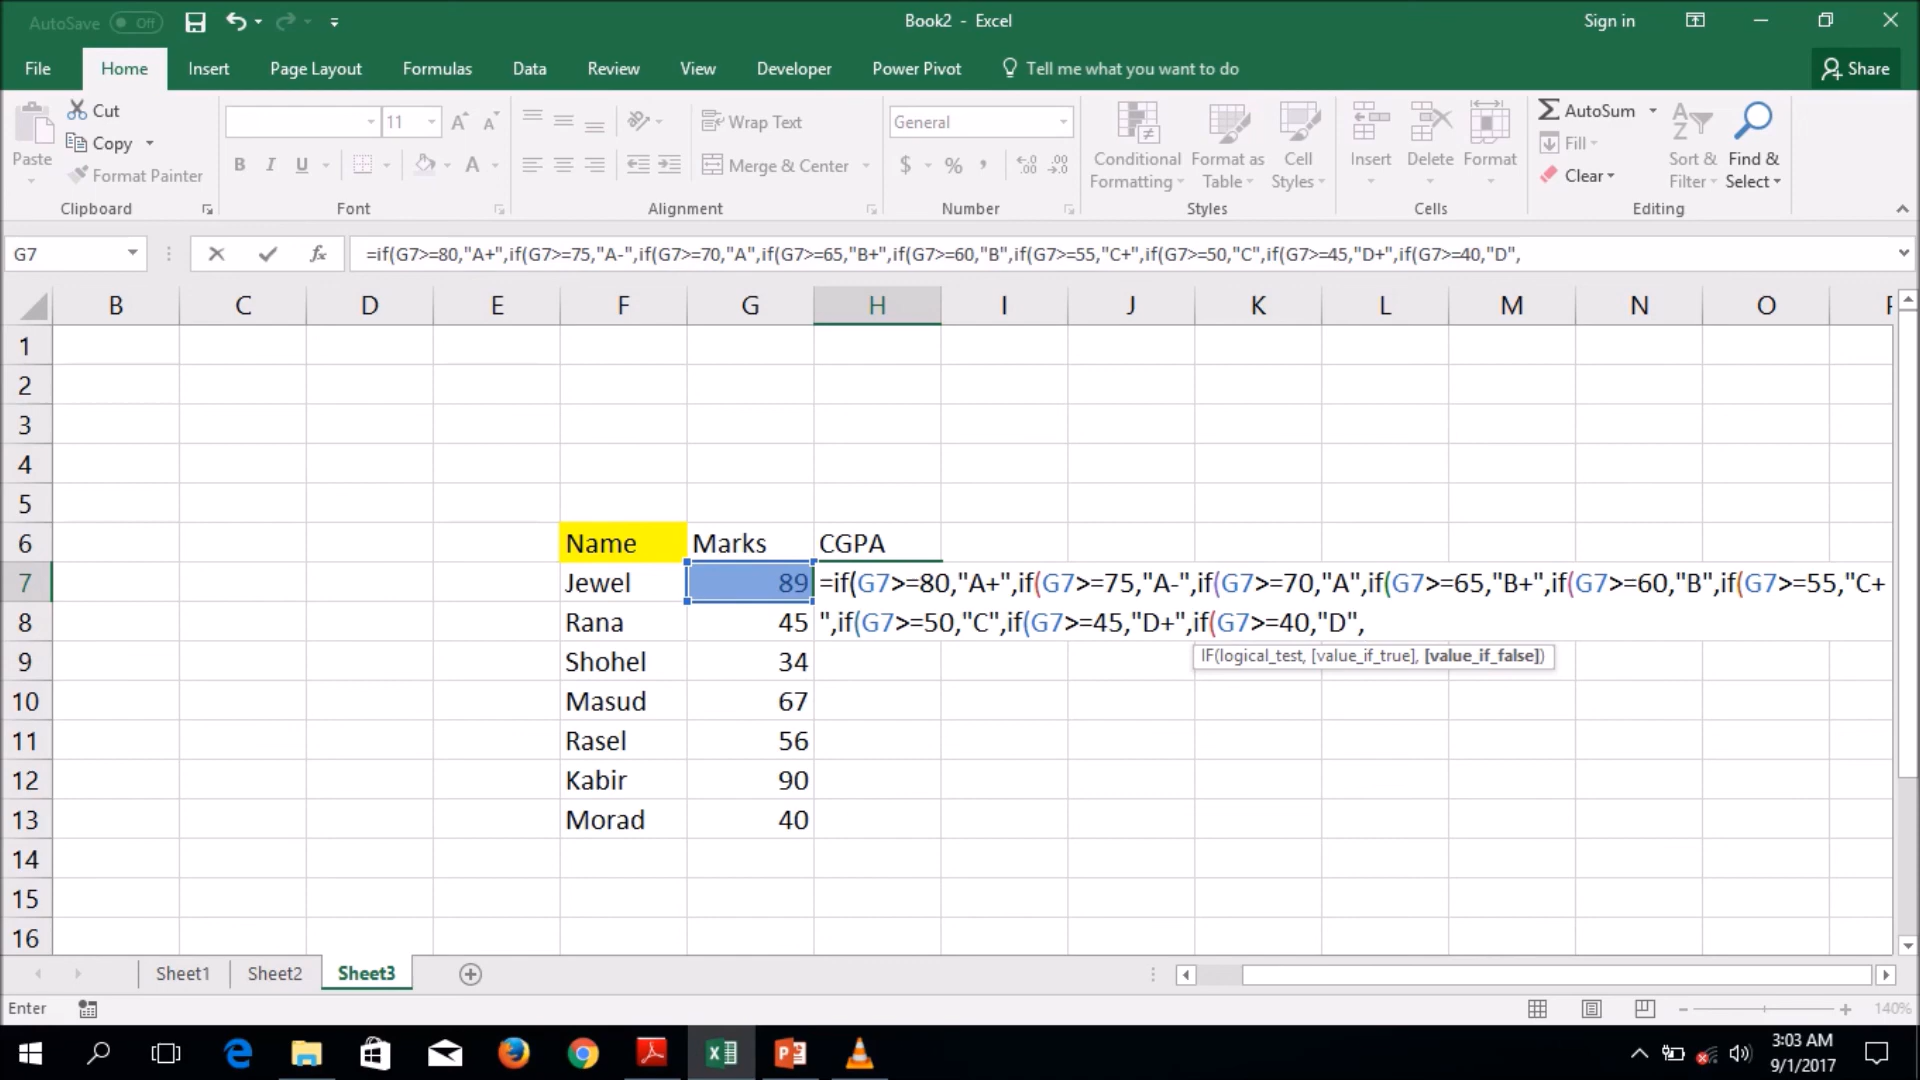 AutoSave Off
Book2 - Excel
Sign in
File Home Insert Page Layout Formulas Data Review View Developer Power Pivot Tell me what you want to do Share
Paste
Cut
Copy
Format Painter
Clipboard
11
B I U
A
Font
Wrap Text
Merge & Center
Alignment
General
$ % ,
Number
Conditional Formatting
Format as Table
Cell Styles
Styles
Insert Delete Format
Cells
AutoSum
Fill
Clear
Sort & Filter
Find & Select
Editing
G7
fx
=if(G7>=80,"A+",if(G7>=75,"A-",if(G7>=70,"A",if(G7>=65,"B+",if(G7>=60,"B",if(G7>=55,"C+",if(G7>=50,"C",if(G7>=45,"D+",if(G7>=40,"D",
B C D E F G H I J K L M N O
1
2
3
4
5
6 Name Marks CGPA
7 Jewel 89 =if(G7>=80,"A+",if(G7>=75,"A-",if(G7>=70,"A",if(G7>=65,"B+",if(G7>=60,"B",if(G7>=55,"C+
8 Rana 45 ",if(G7>=50,"C",if(G7>=45,"D+",if(G7>=40,"D",
9 Shohel 34
IF(logical_test, [value_if_true], [value_if_false])
10 Masud 67
11 Rasel 56
12 Kabir 90
13 Morad 40
14
15
16
Sheet1 Sheet2 Sheet3
Enter
140%
3:03 AM
9/1/2017